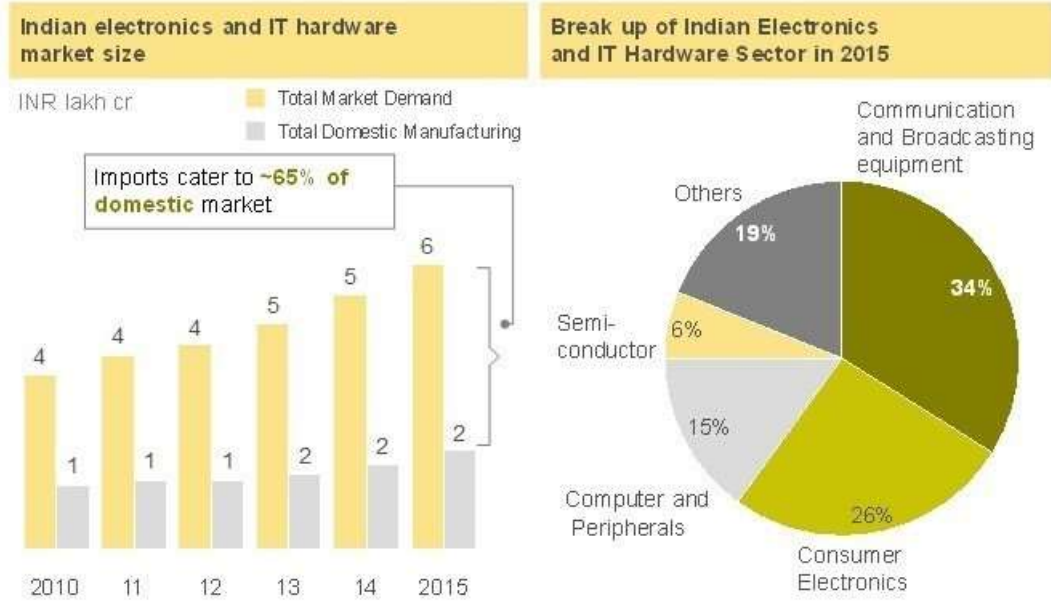 Indian electronics and IT hardware
market size
INR lakh cr
Total Market Demand
Total Domestic Manufacturing
Imports cater to ~65% of
domestic market
4
1
4
1
4
1
5
2
5
2
6
2
2010
11
12
13
14
2015
Break up of Indian Electronics
and IT Hardware Sector in 2015
Communication
and Broadcasting
equipment
34%
Others
19%
Semi-
conductor
6%
15%
Computer and
Peripherals
26%
Consumer
Electronics